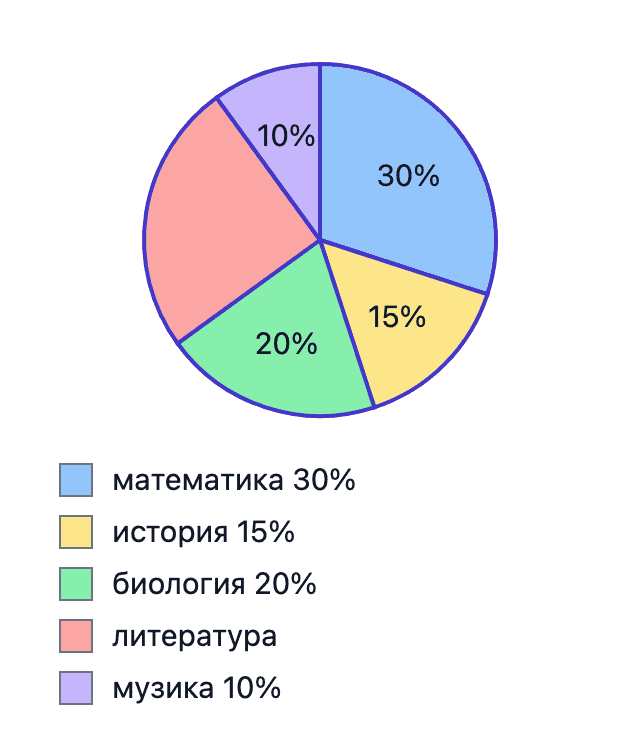 10%
30%
15%
20%
математика 30%
история 15%
биология 20%
литература
музика 10%